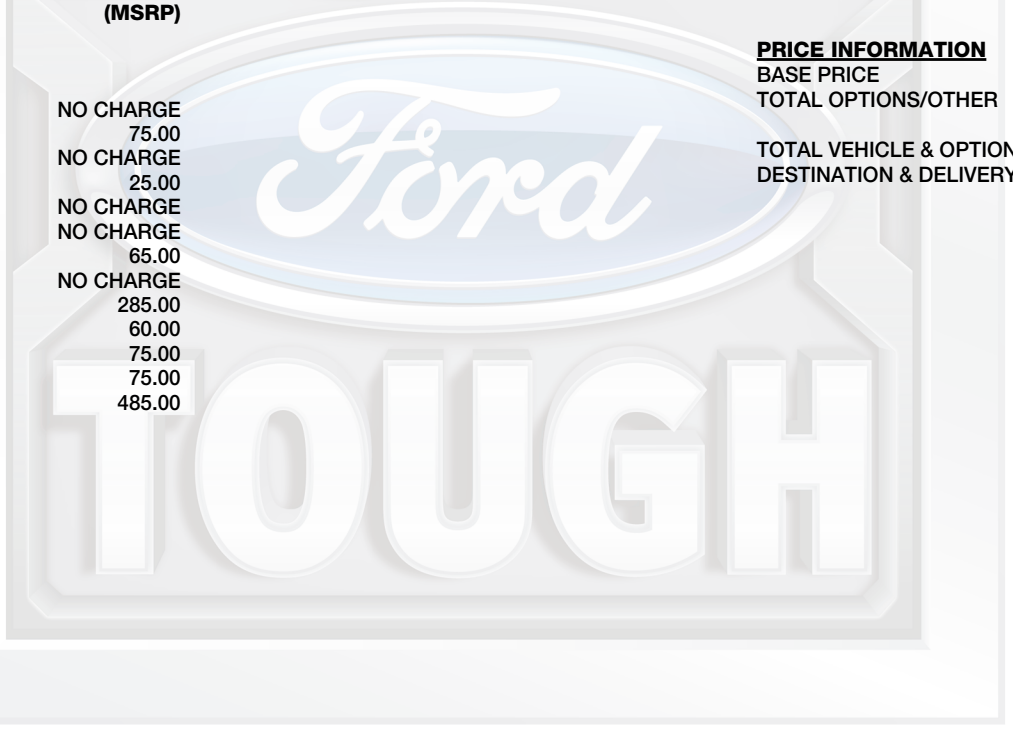 (MSRP)
NO CHARGE
75.00
NO CHARGE
25.00
NO CHARGE
NO CHARGE
65.00
NO CHARGE
285.00
60.00
75.00
75.00
485.00
PRICE INFORMATION
BASE PRICE
TOTAL OPTIONS/OTHER
TOTAL VEHICLE & OPTION
DESTINATION & DELIVERY
Ford
TOUGH